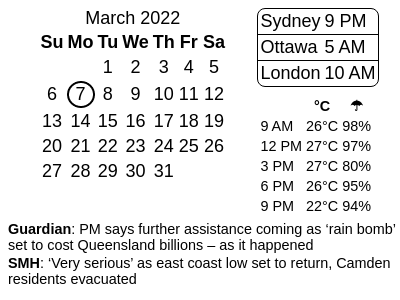 March 2022
Su Mo Tu We Th Fr Sa
1 2 3 4 5
6 7 8 9 10 11 12
13 14 15 16 17 18 19
20 21 22 23 24 25 26
27 28 29 30 31
Sydney 9 PM
Ottawa 5 AM
London 10 AM
°C ☂
9 AM 26°C 98%
12 PM 27°C 97%
3 PM 27°C 80%
6 PM 26°C 95%
9 PM 22°C 94%
Guardian: PM says further assistance coming as ‘rain bomb’
set to cost Queensland billions – as it happened
SMH: ‘Very serious’ as east coast low set to return, Camden
residents evacuated